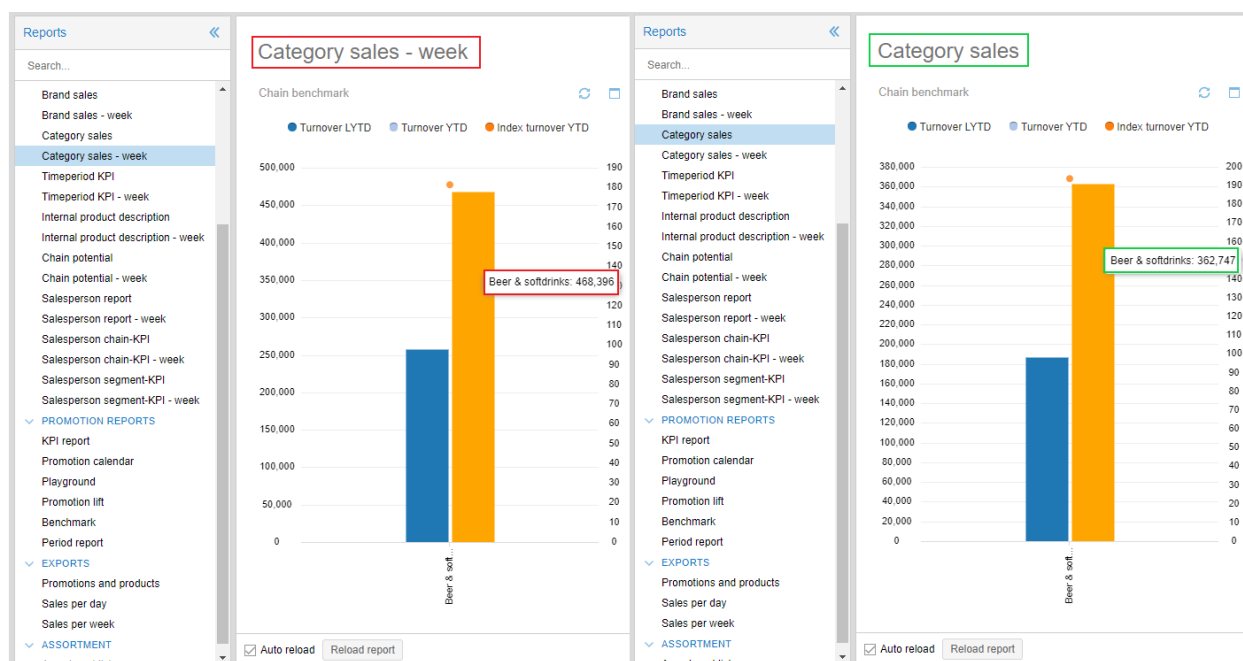 Reports
Search...
Brand sales
Brand sales - week
Category sales
Category sales - week
Timeperiod KPI
Timeperiod KPI - week
Internal product description
Internal product description - week
Chain potential
Chain potential - week
Salesperson report
Salesperson report - week
Salesperson chain-KPI
Salesperson chain-KPI - week
Salesperson segment-KPI
Salesperson segment-KPI - week
PROMOTION REPORTS
KPI report
Promotion calendar
Playground
Promotion lift
Benchmark
Period report
EXPORTS
Promotions and products
Sales per day
Sales per week
ASSORTMENT
Category sales - week
Chain benchmark
Turnover LYTD Turnover YTD Index turnover YTD
500,000 190
180
450,000 170
160
400,000 150
140
350,000
Beer & softdrinks: 468,396
120
300,000 110
100
250,000 90
80
200,000 70
60
150,000 50
40
100,000 30
20
50,000 10
0 0
Beer & soft...
Auto reload Reload report
Reports
Search...
Brand sales
Brand sales - week
Category sales
Category sales - week
Timeperiod KPI
Timeperiod KPI - week
Internal product description
Internal product description - week
Chain potential
Chain potential - week
Salesperson report
Salesperson report - week
Salesperson chain-KPI
Salesperson chain-KPI - week
Salesperson segment-KPI
Salesperson segment-KPI - week
PROMOTION REPORTS
KPI report
Promotion calendar
Playground
Promotion lift
Benchmark
Period report
EXPORTS
Promotions and products
Sales per day
Sales per week
ASSORTMENT
Category sales
Chain benchmark
Turnover LYTD Turnover YTD Index turnover YTD
380,000 200
360,000 190
340,000 180
320,000 170
300,000 160
Beer & softdrinks: 362,747
280,000
260,000 140
240,000 130
220,000 120
200,000 110
180,000 100
160,000 90
140,000 80
120,000 70
100,000 60
80,000 50
60,000 40
40,000 30
20,000 20
10
0 0
Beer & soft...
Auto reload Reload report